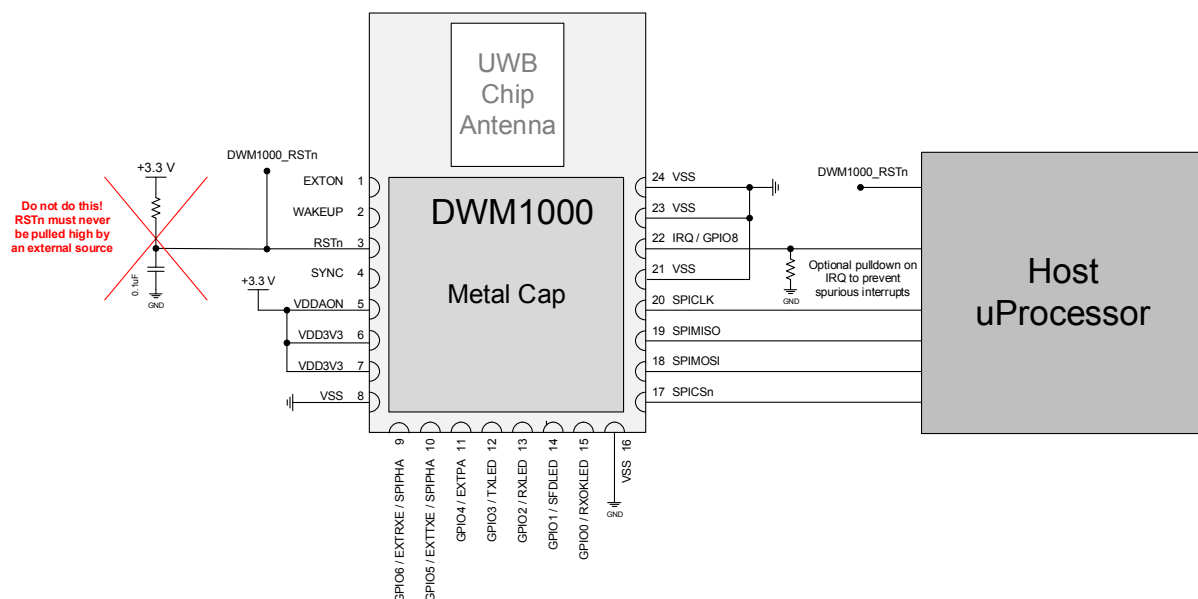 UWB
Chip
Antenna
+3.3 V
DWM1000_RSTn
Do not do this!
RSTn must never
be pulled high by
an external source
0.1uF
GND
+3.3 V
EXTON 1
WAKEUP 2
RSTn 3
SYNC 4
VDDAON 5
VDD3V3 6
VDD3V3 7
VSS 8
DWM1000
Metal Cap
24 VSS
23 VSS
22 IRQ / GPIO8
21 VSS
20 SPICLK
19 SPIMISO
18 SPIMOSI
17 SPICSn
DWM1000_RSTn
Optional pulldown on
IRQ to prevent
spurious interrupts
GND
Host
uProcessor
GPIO6 / EXTRXE / SPIPHA 9
GPIO5 / EXTTXE / SPIPHA 10
GPIO4 / EXTPA 11
GPIO3 / TXLED 12
GPIO2 / RXLED 13
GPIO1 / SFDLED 14
GPIO0 / RXOKLED 15
VSS 16
GND